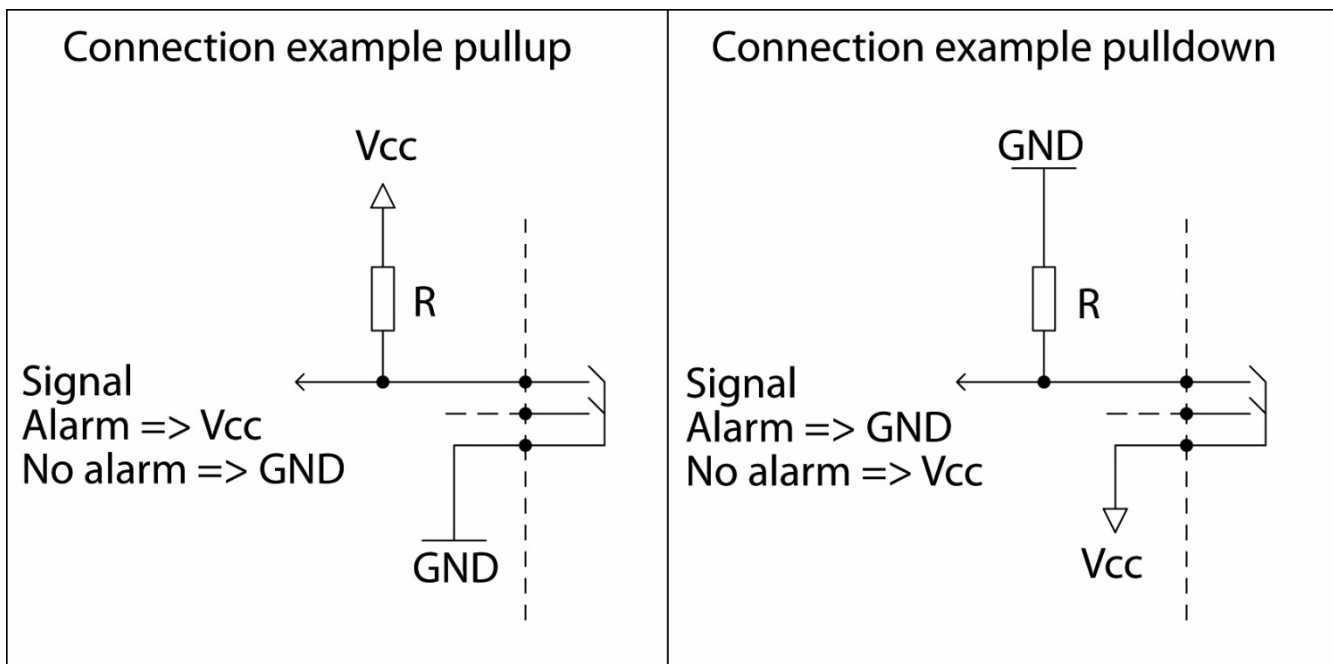 Connection example pullup
Vcc
R
Signal
Alarm => Vcc
No alarm => GND
GND
Connection example pulldown
GND
R
Signal
Alarm => GND
No alarm => Vcc
Vcc